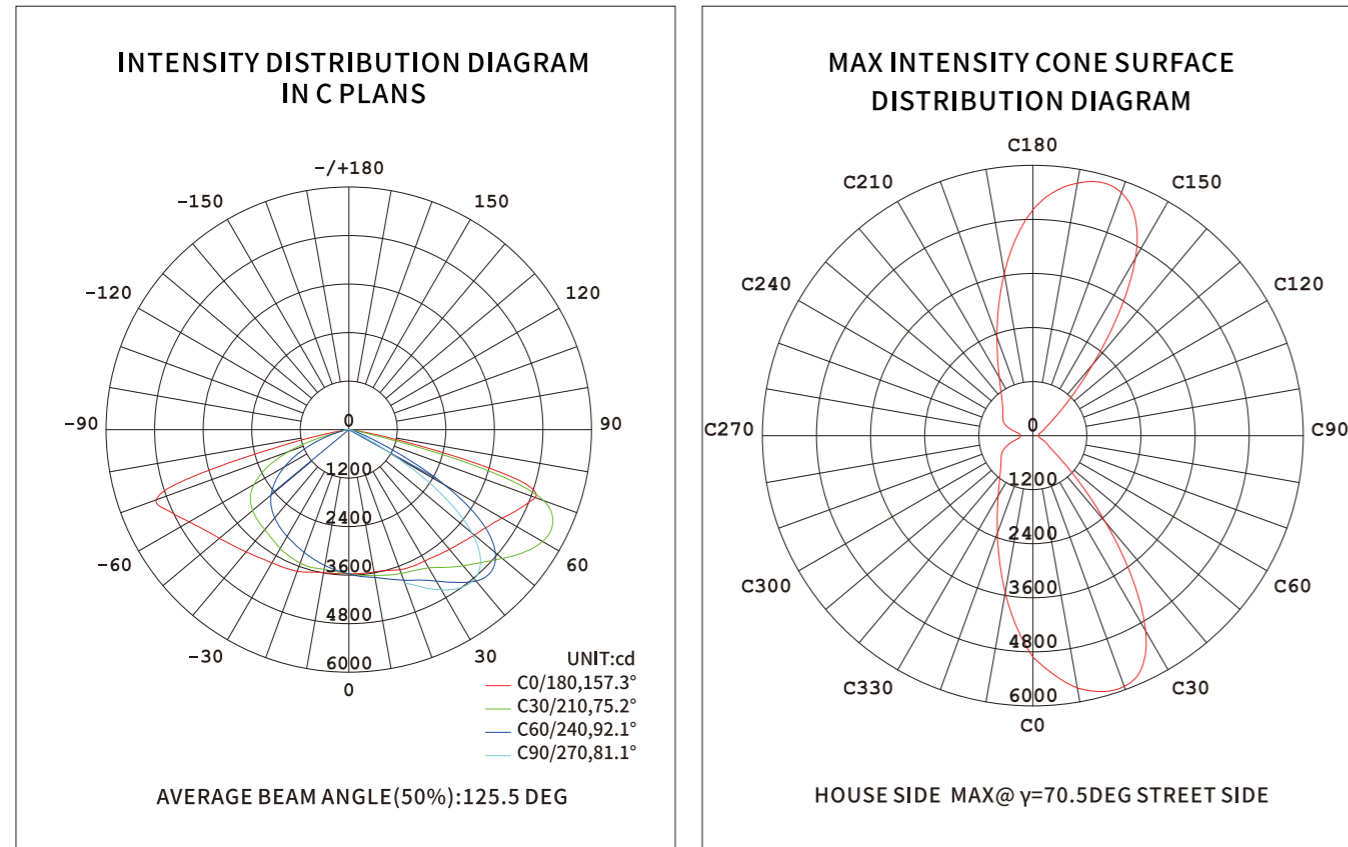 INTENSITY DISTRIBUTION DIAGRAM
IN C PLANS
-/+180
-150
150
-120
120
-90
0
90
1200
2400
-60
3600
60
4800
-30
6000
30
0
UNIT:cd
C0/180,157.3°
C30/210,75.2°
C60/240,92.1°
C90/270,81.1°
AVERAGE BEAM ANGLE(50%):125.5 DEG
MAX INTENSITY CONE SURFACE
DISTRIBUTION DIAGRAM
C180
C210
C150
C240
C120
C270
0
C90
1200
2400
C300
C60
3600
4800
C330
C30
6000
C0
HOUSE SIDE MAX@ γ=70.5DEG STREET SIDE